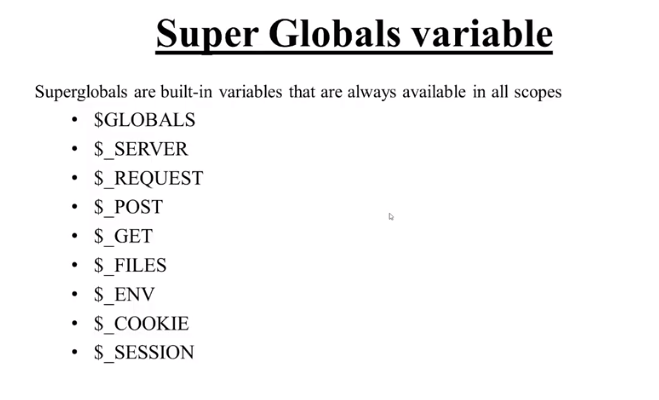 Super Globals variable
Superglobals are built-in variables that are always available in all scopes
• $GLOBALS
• $_SERVER
• $_REQUEST
• $_POST
• $_GET
• $_FILES
• $_ENV
• $_COOKIE
• $_SESSION